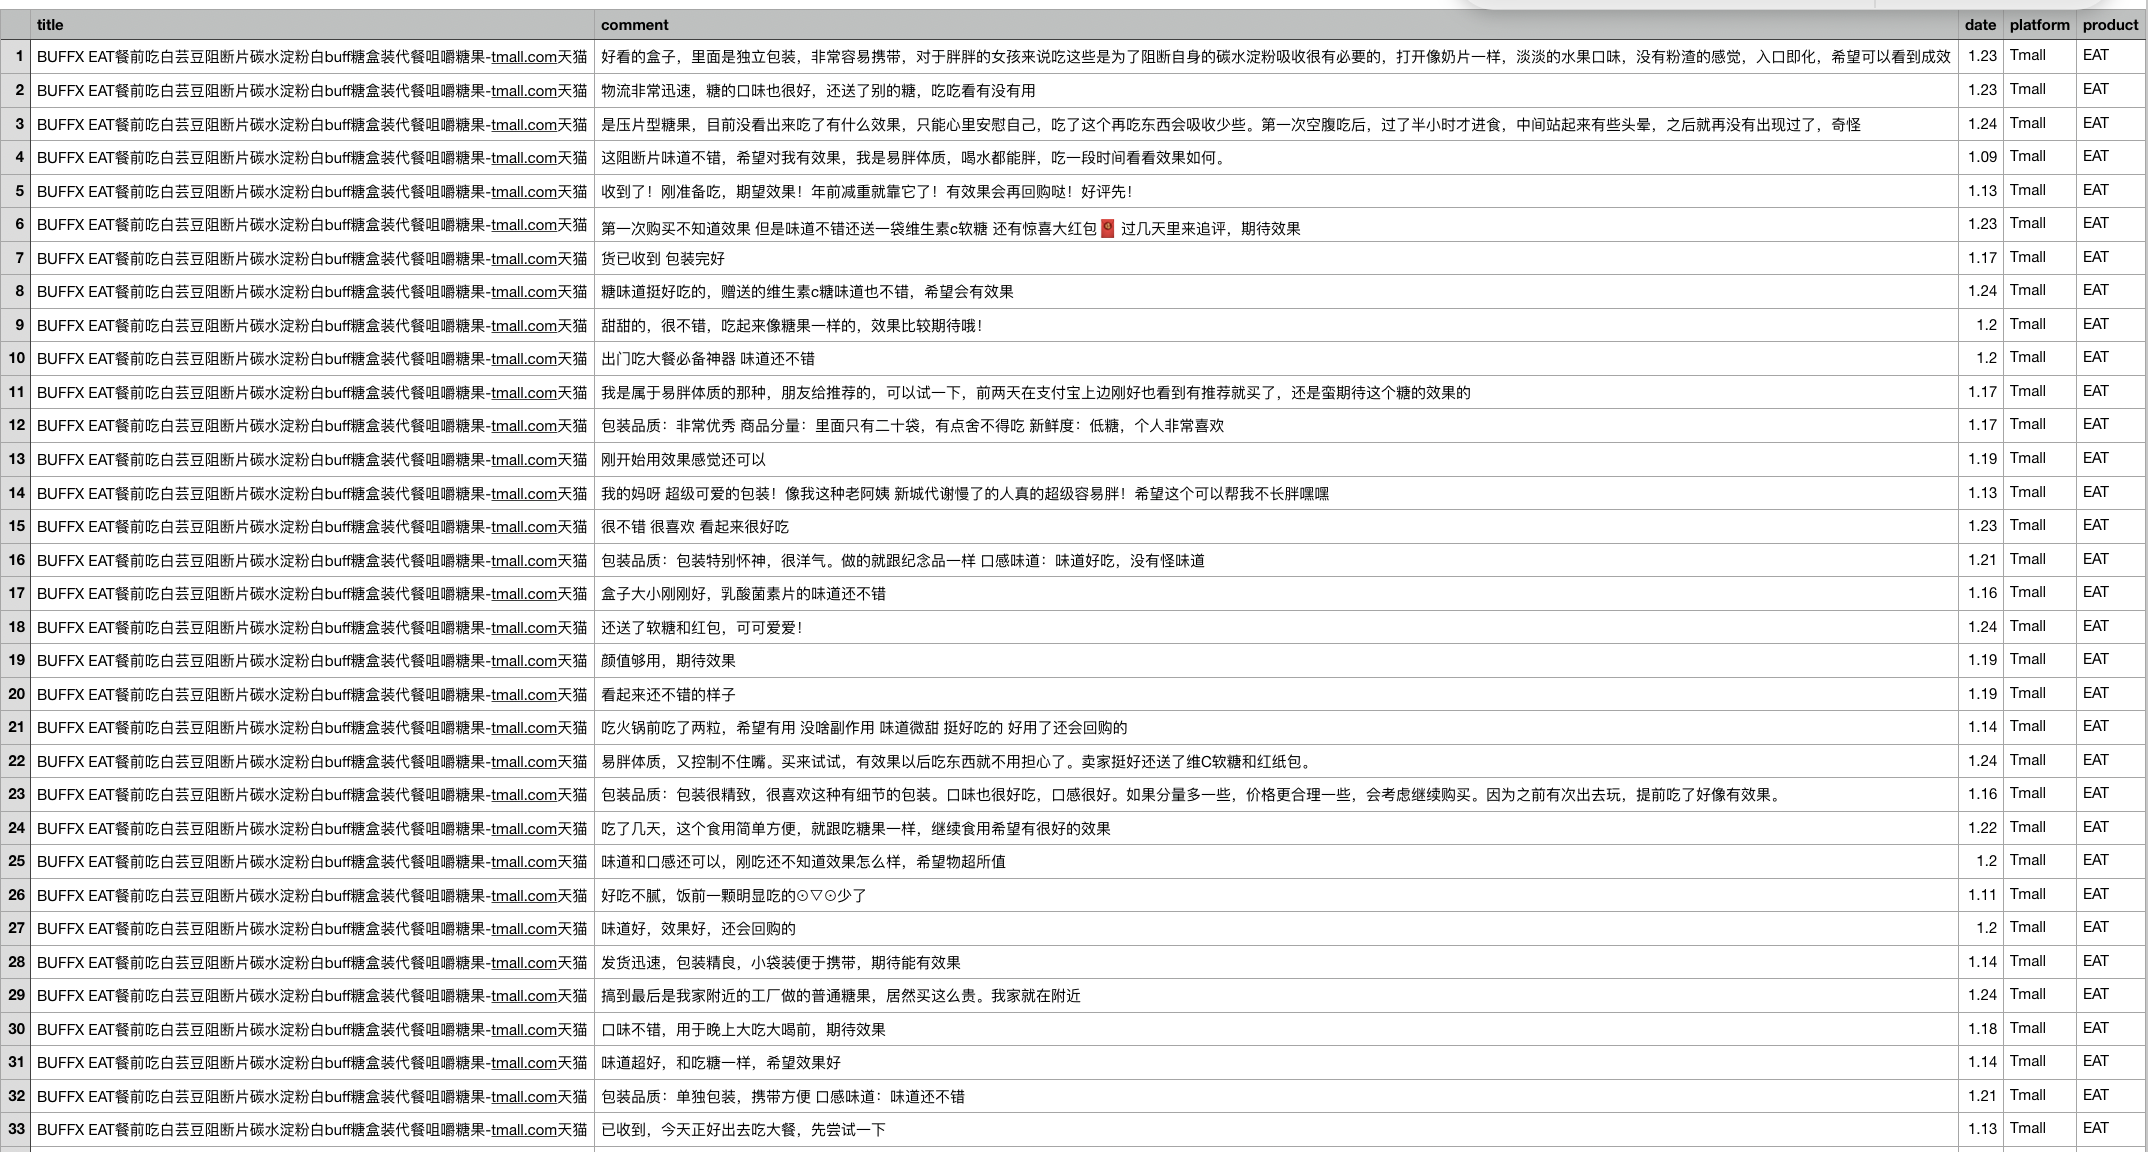 title comment date platform product
1 BUFFX EAT餐前吃白芸豆阻断片碳水淀粉白buff糖盒装代餐咀嚼糖果-tmall.com天猫 好看的盒子，里面是独立包装，非常容易携带，对于胖胖的女孩来说吃这些是为了阻断自身的碳水淀粉吸收很有必要的，打开像奶片一样，淡淡的水果口味，没有粉渣的感觉，入口即化，希望可以看到成效 1.23 Tmall EAT
2 BUFFX EAT餐前吃白芸豆阻断片碳水淀粉白buff糖盒装代餐咀嚼糖果-tmall.com天猫 物流非常迅速，糖的口味也很好，还送了别的糖，吃吃看有没有用 1.23 Tmall EAT
3 BUFFX EAT餐前吃白芸豆阻断片碳水淀粉白buff糖盒装代餐咀嚼糖果-tmall.com天猫 是压片型糖果，目前没看出来吃了有什么效果，只能心里安慰自己，吃了这个再吃东西会吸收少些。第一次空腹吃后，过了半小时才进食，中间站起来有些头晕，之后就再没有出现过了，奇怪 1.24 Tmall EAT
4 BUFFX EAT餐前吃白芸豆阻断片碳水淀粉白buff糖盒装代餐咀嚼糖果-tmall.com天猫 这阻断片味道不错，希望对我有效果，我是易胖体质，喝水都能胖，吃一段时间看看效果如何。 1.09 Tmall EAT
5 BUFFX EAT餐前吃白芸豆阻断片碳水淀粉白buff糖盒装代餐咀嚼糖果-tmall.com天猫 收到了！刚准备吃，期望效果！年前减重就靠它了！有效果会再回购哒！好评先！ 1.13 Tmall EAT
6 BUFFX EAT餐前吃白芸豆阻断片碳水淀粉白buff糖盒装代餐咀嚼糖果-tmall.com天猫 第一次购买不知道效果 但是味道不错还送一袋维生素c软糖 还有惊喜大红包🧧 过几天里来追评，期待效果 1.23 Tmall EAT
7 BUFFX EAT餐前吃白芸豆阻断片碳水淀粉白buff糖盒装代餐咀嚼糖果-tmall.com天猫 货已收到 包装完好 1.17 Tmall EAT
8 BUFFX EAT餐前吃白芸豆阻断片碳水淀粉白buff糖盒装代餐咀嚼糖果-tmall.com天猫 糖味道挺好吃的，赠送的维生素c糖味道也不错，希望会有效果 1.24 Tmall EAT
9 BUFFX EAT餐前吃白芸豆阻断片碳水淀粉白buff糖盒装代餐咀嚼糖果-tmall.com天猫 甜甜的，很不错，吃起来像糖果一样的，效果比较期待哦！ 1.2 Tmall EAT
10 BUFFX EAT餐前吃白芸豆阻断片碳水淀粉白buff糖盒装代餐咀嚼糖果-tmall.com天猫 出门吃大餐必备神器 味道还不错 1.2 Tmall EAT
11 BUFFX EAT餐前吃白芸豆阻断片碳水淀粉白buff糖盒装代餐咀嚼糖果-tmall.com天猫 我是属于易胖体质的那种，朋友给推荐的，可以试一下，前两天在支付宝上边刚好也看到有推荐就买了，还是蛮期待这个糖的效果的 1.17 Tmall EAT
12 BUFFX EAT餐前吃白芸豆阻断片碳水淀粉白buff糖盒装代餐咀嚼糖果-tmall.com天猫 包装品质：非常优秀 商品分量：里面只有二十袋，有点舍不得吃 新鲜度：低糖，个人非常喜欢 1.17 Tmall EAT
13 BUFFX EAT餐前吃白芸豆阻断片碳水淀粉白buff糖盒装代餐咀嚼糖果-tmall.com天猫 刚开始用效果感觉还可以 1.19 Tmall EAT
14 BUFFX EAT餐前吃白芸豆阻断片碳水淀粉白buff糖盒装代餐咀嚼糖果-tmall.com天猫 我的妈呀 超级可爱的包装！像我这种老阿姨 新城代谢慢了的人真的超级容易胖！希望这个可以帮我不长胖嘿嘿 1.13 Tmall EAT
15 BUFFX EAT餐前吃白芸豆阻断片碳水淀粉白buff糖盒装代餐咀嚼糖果-tmall.com天猫 很不错 很喜欢 看起来很好吃 1.23 Tmall EAT
16 BUFFX EAT餐前吃白芸豆阻断片碳水淀粉白buff糖盒装代餐咀嚼糖果-tmall.com天猫 包装品质：包装特别怀神，很洋气。做的就跟纪念品一样 口感味道：味道好吃，没有怪味道 1.21 Tmall EAT
17 BUFFX EAT餐前吃白芸豆阻断片碳水淀粉白buff糖盒装代餐咀嚼糖果-tmall.com天猫 盒子大小刚刚好，乳酸菌素片的味道还不错 1.16 Tmall EAT
18 BUFFX EAT餐前吃白芸豆阻断片碳水淀粉白buff糖盒装代餐咀嚼糖果-tmall.com天猫 还送了软糖和红包，可可爱爱！ 1.24 Tmall EAT
19 BUFFX EAT餐前吃白芸豆阻断片碳水淀粉白buff糖盒装代餐咀嚼糖果-tmall.com天猫 颜值够用，期待效果 1.19 Tmall EAT
20 BUFFX EAT餐前吃白芸豆阻断片碳水淀粉白buff糖盒装代餐咀嚼糖果-tmall.com天猫 看起来还不错的样子 1.19 Tmall EAT
21 BUFFX EAT餐前吃白芸豆阻断片碳水淀粉白buff糖盒装代餐咀嚼糖果-tmall.com天猫 吃火锅前吃了两粒，希望有用 没啥副作用 味道微甜 挺好吃的 好用了还会回购的 1.14 Tmall EAT
22 BUFFX EAT餐前吃白芸豆阻断片碳水淀粉白buff糖盒装代餐咀嚼糖果-tmall.com天猫 易胖体质，又控制不住嘴。买来试试，有效果以后吃东西就不用担心了。卖家挺好还送了维C软糖和红纸包。 1.24 Tmall EAT
23 BUFFX EAT餐前吃白芸豆阻断片碳水淀粉白buff糖盒装代餐咀嚼糖果-tmall.com天猫 包装品质：包装很精致，很喜欢这种有细节的包装。口味也很好吃，口感很好。如果分量多一些，价格更合理一些，会考虑继续购买。因为之前有次出去玩，提前吃了好像有效果。 1.16 Tmall EAT
24 BUFFX EAT餐前吃白芸豆阻断片碳水淀粉白buff糖盒装代餐咀嚼糖果-tmall.com天猫 吃了几天，这个食用简单方便，就跟吃糖果一样，继续食用希望有很好的效果 1.22 Tmall EAT
25 BUFFX EAT餐前吃白芸豆阻断片碳水淀粉白buff糖盒装代餐咀嚼糖果-tmall.com天猫 味道和口感还可以，刚吃还不知道效果怎么样，希望物超所值 1.2 Tmall EAT
26 BUFFX EAT餐前吃白芸豆阻断片碳水淀粉白buff糖盒装代餐咀嚼糖果-tmall.com天猫 好吃不腻，饭前一颗明显吃的⊙▽⊙少了 1.11 Tmall EAT
27 BUFFX EAT餐前吃白芸豆阻断片碳水淀粉白buff糖盒装代餐咀嚼糖果-tmall.com天猫 味道好，效果好，还会回购的 1.2 Tmall EAT
28 BUFFX EAT餐前吃白芸豆阻断片碳水淀粉白buff糖盒装代餐咀嚼糖果-tmall.com天猫 发货迅速，包装精良，小袋装便于携带，期待能有效果 1.14 Tmall EAT
29 BUFFX EAT餐前吃白芸豆阻断片碳水淀粉白buff糖盒装代餐咀嚼糖果-tmall.com天猫 搞到最后是我家附近的工厂做的普通糖果，居然买这么贵。我家就在附近 1.24 Tmall EAT
30 BUFFX EAT餐前吃白芸豆阻断片碳水淀粉白buff糖盒装代餐咀嚼糖果-tmall.com天猫 口味不错，用于晚上大吃大喝前，期待效果 1.18 Tmall EAT
31 BUFFX EAT餐前吃白芸豆阻断片碳水淀粉白buff糖盒装代餐咀嚼糖果-tmall.com天猫 味道超好，和吃糖一样，希望效果好 1.14 Tmall EAT
32 BUFFX EAT餐前吃白芸豆阻断片碳水淀粉白buff糖盒装代餐咀嚼糖果-tmall.com天猫 包装品质：单独包装，携带方便 口感味道：味道还不错 1.21 Tmall EAT
33 BUFFX EAT餐前吃白芸豆阻断片碳水淀粉白buff糖盒装代餐咀嚼糖果-tmall.com天猫 已收到，今天正好出去吃大餐，先尝试一下 1.13 Tmall EAT